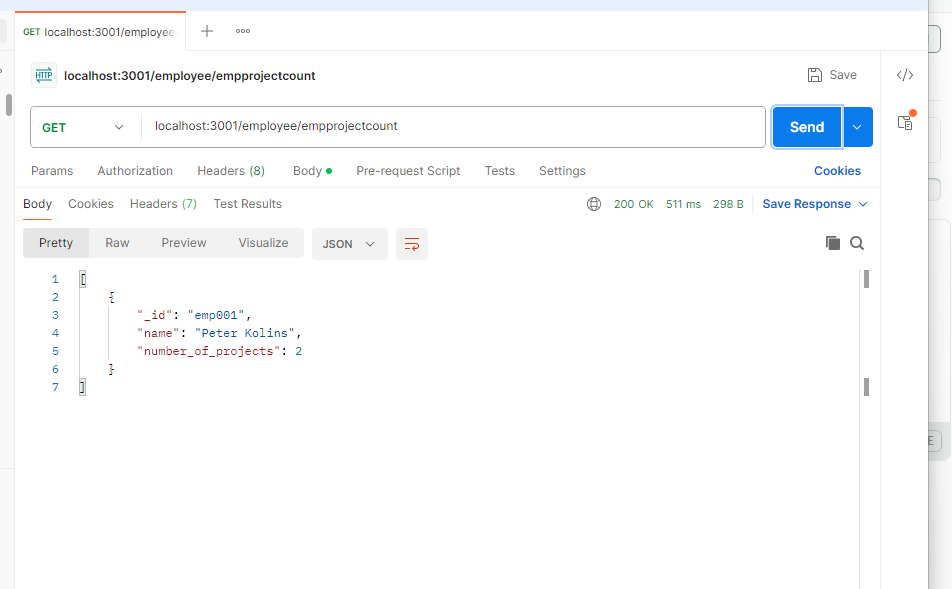 GET localhost:3001/employee
HTTP localhost:3001/employee/empprojectcount Save
GET localhost:3001/employee/empprojectcount Send
Params Authorization Headers (8) Body Pre-request Script Tests Settings Cookies
Body Cookies Headers (7) Test Results 200 OK 511 ms 298 B Save Response
Pretty Raw Preview Visualize JSON
1 [
2 {
3 "_id": "emp001",
4 "name": "Peter Kolins",
5 "number_of_projects": 2
6 }
7 ]
E